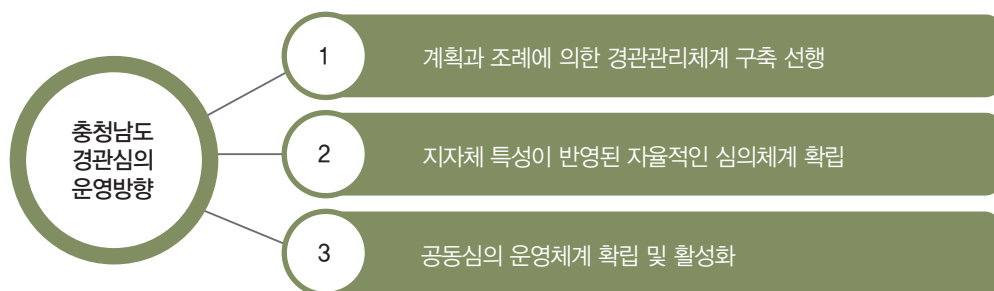 충청남도
경관심의
운영방향
1
계획과 조례에 의한 경관관리체계 구축 선행
2
지자체 특성이 반영된 자율적인 심의체계 확립
3
공동심의 운영체계 확립 및 활성화